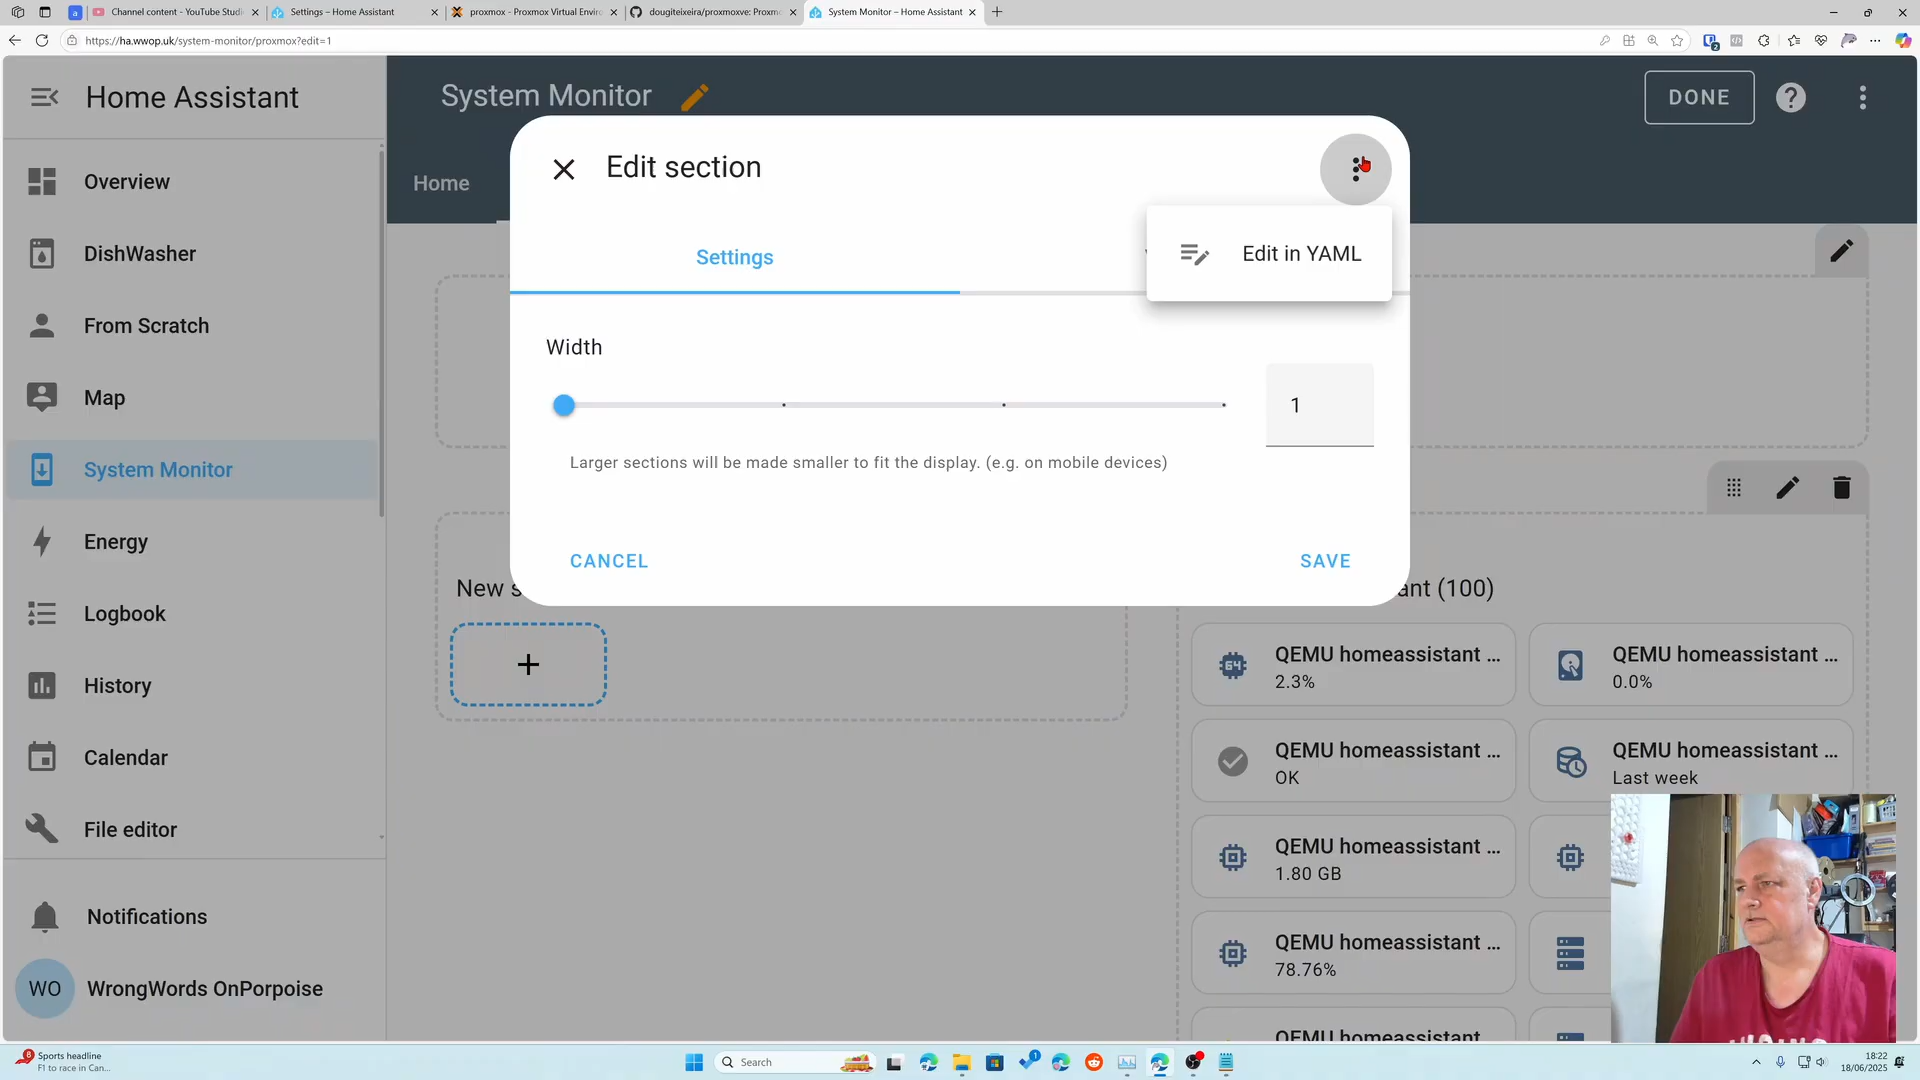 Channel content - YouTube Studi
Settings – Home Assistant
proxmox - Proxmox Virtual Enviro
dougiteixeira/proxmoxve: Proxmo
System Monitor – Home Assistant
https://ha.wwop.uk/system-monitor/proxmox?edit=1
Home Assistant
System Monitor
DONE
Home
Overview
DishWasher
From Scratch
Map
System Monitor
Energy
Logbook
History
Calendar
File editor
Notifications
WO
WrongWords OnPorpoise
Edit section
Edit in YAML
Settings
Width
1
Larger sections will be made smaller to fit the display. (e.g. on mobile devices)
CANCEL
SAVE
New s
ant (100)
QEMU homeassistant ...
2.3%
QEMU homeassistant ...
0.0%
QEMU homeassistant ...
OK
QEMU homeassistant ...
Last week
QEMU homeassistant ...
1.80 GB
QEMU homeassistant ...
78.76%
QEMU homeassistant
Sports headline
F1 to race in Can...
Search
18:22
18/06/2025